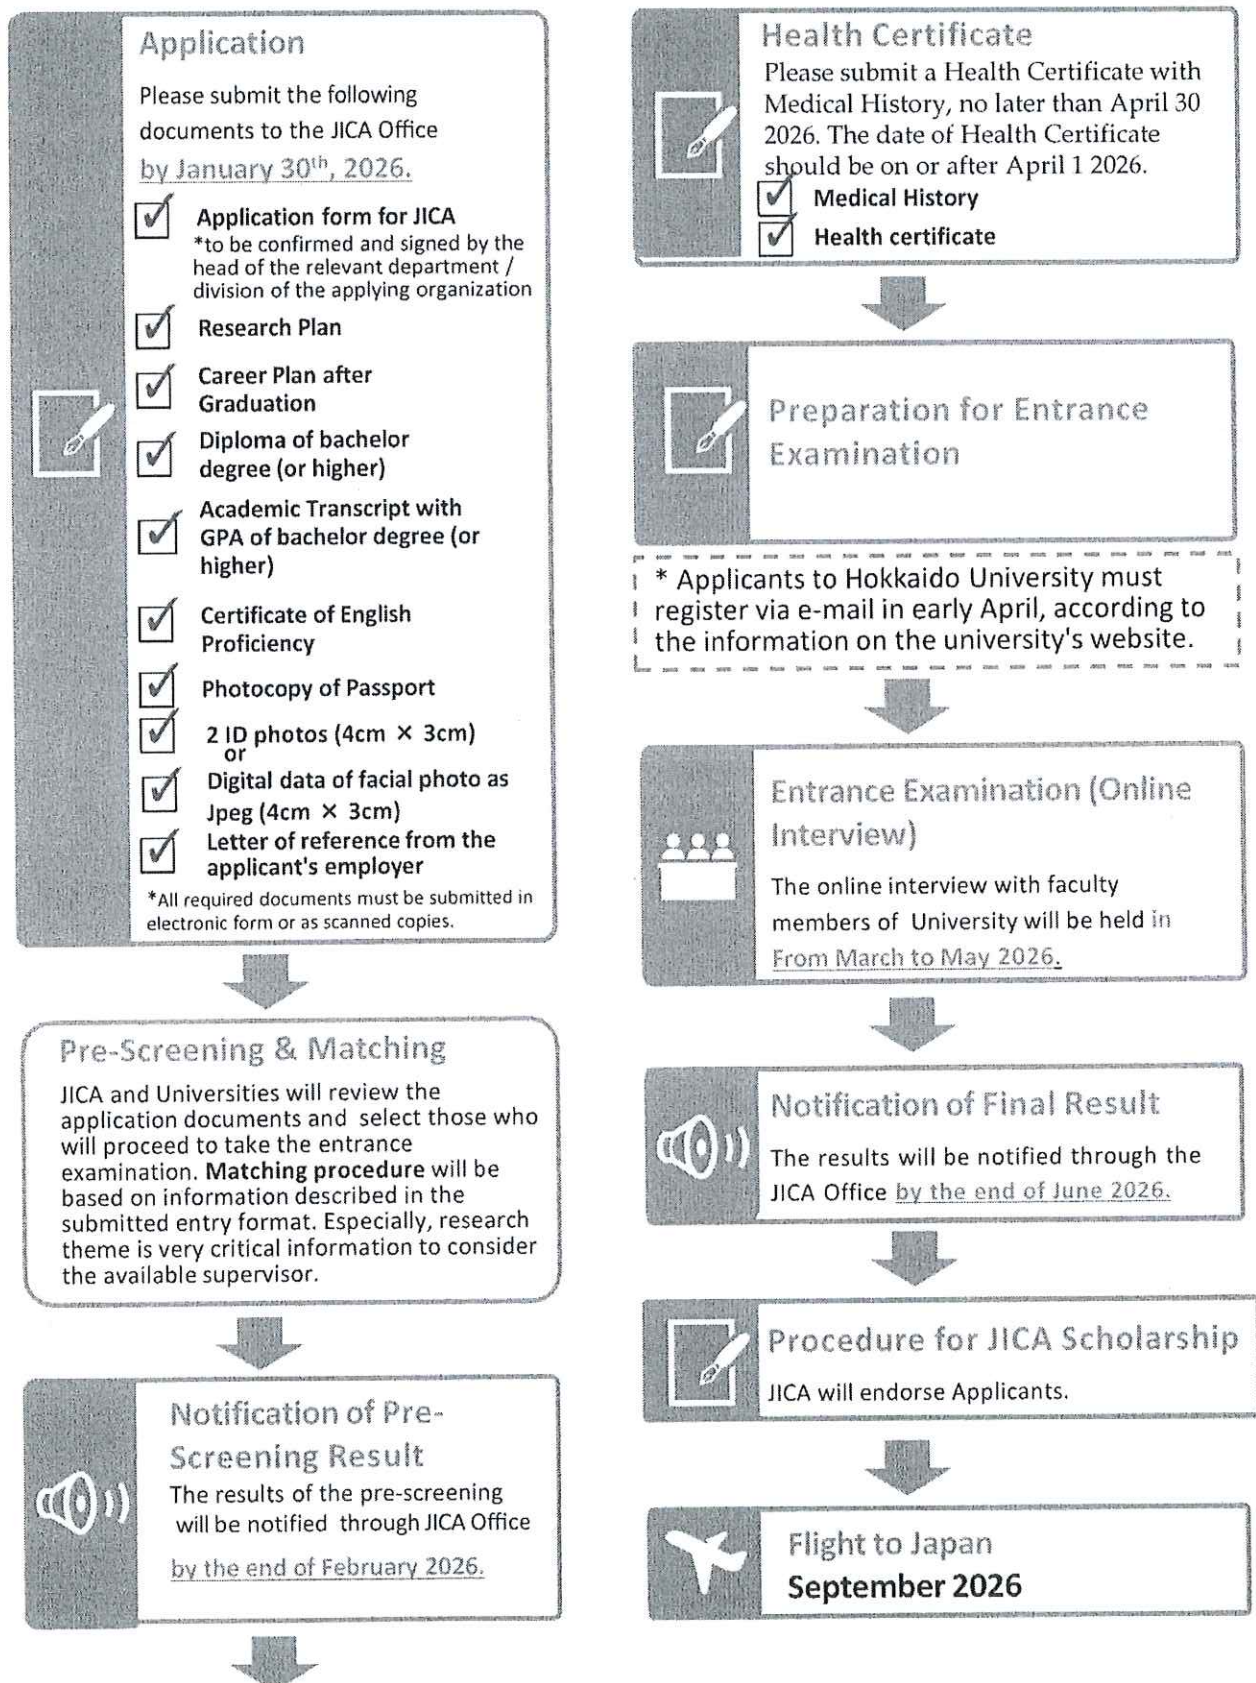 Application
Please submit the following
documents to the JICA Office
by January 30th, 2026.
Application form for JICA
*to be confirmed and signed by the
head of the relevant department /
division of the applying organization
Research Plan
Career Plan after
Graduation
Diploma of bachelor
degree (or higher)
Academic Transcript with
GPA of bachelor degree (or
higher)
Certificate of English
Proficiency
Photocopy of Passport
2 ID photos (4cm × 3cm)
or
Digital data of facial photo as
Jpeg (4cm × 3cm)
Letter of reference from the
applicant's employer
*All required documents must be submitted in
electronic form or as scanned copies.
Pre-Screening & Matching
JICA and Universities will review the
application documents and select those who
will proceed to take the entrance
examination. Matching procedure will be
based on information described in the
submitted entry format. Especially, research
theme is very critical information to consider
the available supervisor.
Notification of Pre-
Screening Result
The results of the pre-screening
will be notified through JICA Office
by the end of February 2026.
Health Certificate
Please submit a Health Certificate with
Medical History, no later than April 30
2026. The date of Health Certificate
should be on or after April 1 2026.
Medical History
Health certificate
Preparation for Entrance
Examination
* Applicants to Hokkaido University must
register via e-mail in early April, according to
the information on the university's website.
Entrance Examination (Online
Interview)
The online interview with faculty
members of University will be held in
From March to May 2026.
Notification of Final Result
The results will be notified through the
JICA Office by the end of June 2026.
Procedure for JICA Scholarship
JICA will endorse Applicants.
Flight to Japan
September 2026